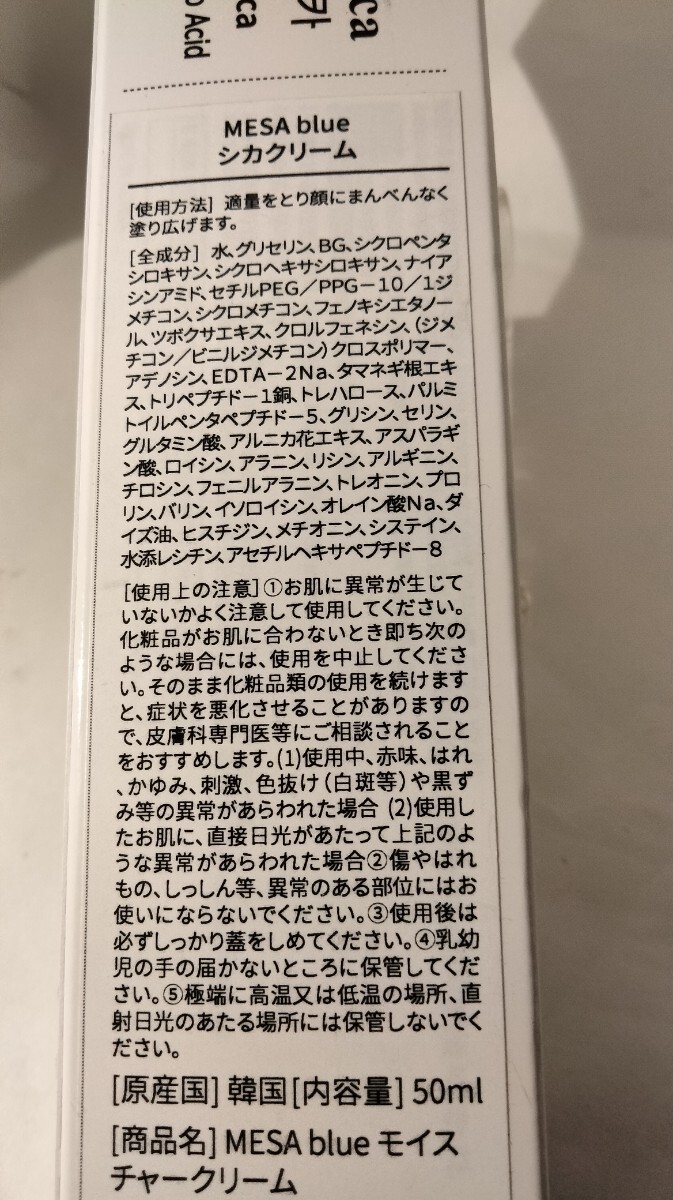 ca
카
ca
o Acid
MESA blue
シカクリーム
[使用方法] 適量をとり顔にまんべんなく
塗り広げます。
[全成分] 水、グリセリン、BG、シクロペンタ
シロキサン、シクロヘキサシロキサン、ナイア
シンアミド、セチルPEG／PPG－10／1ジ
メチコン、シクロメチコン、フェノキシエタノー
ル、ツボクサエキス、クロルフェネシン、(ジメ
チコン／ビニルジメチコン)クロスポリマー、
アデノシン、EDTA－2Na、タマネギ根エキ
ス、トリペプチド－1銅、トレハロース、パルミ
トイルペンタペプチド－5、グリシン、セリン、
グルタミン酸、アルニカ花エキス、アスパラギ
ン酸、ロイシン、アラニン、リシン、アルギニン、
チロシン、フェニルアラニン、トレオニン、プロ
リン、バリン、イソロイシン、オレイン酸Na、ダ
イズ油、ヒスチジン、メチオニン、システイン、
水添レシチン、アセチルヘキサペプチド－8
[使用上の注意]①お肌に異常が生じて
いないかよく注意して使用してください。
化粧品がお肌に合わないとき即ち次の
ような場合には、使用を中止してくださ
い。そのまま化粧品類の使用を続けます
と、症状を悪化させることがありますの
で、皮膚科専門医等にご相談されること
をおすすめします。(1)使用中、赤味、はれ
、かゆみ、刺激、色抜け(白斑等)や黒ず
み等の異常があらわれた場合 (2)使用し
たお肌に、直接日光があたって上記のよ
うな異常があらわれた場合②傷やはれ
もの、しっしん等、異常のある部位にはお
使いにならないでください。③使用後は
必ずしっかり蓋をしめてください。④乳幼
児の手の届かないところに保管してくだ
さい。⑤極端に高温又は低温の場所、直
射日光のあたる場所には保管しないでく
ださい。
[原産国] 韓国[内容量] 50ml
[商品名] MESA blue モイス
チャークリーム